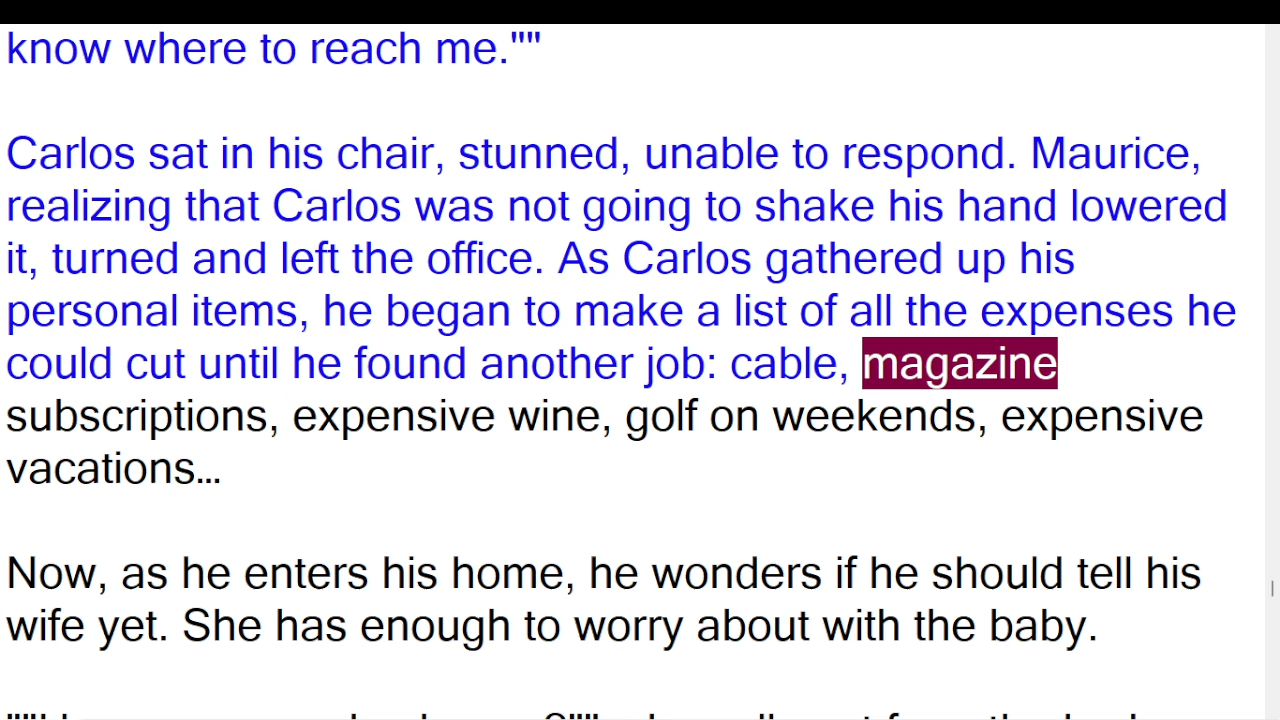 know where to reach me.""
Carlos sat in his chair, stunned, unable to respond. Maurice,
realizing that Carlos was not going to shake his hand lowered
it, turned and left the office. As Carlos gathered up his
personal items, he began to make a list of all the expenses he
could cut until he found another job: cable, magazine
subscriptions, expensive wine, golf on weekends, expensive
vacations...
Now, as he enters his home, he wonders if he should tell his
wife yet. She has enough to worry about with the baby.